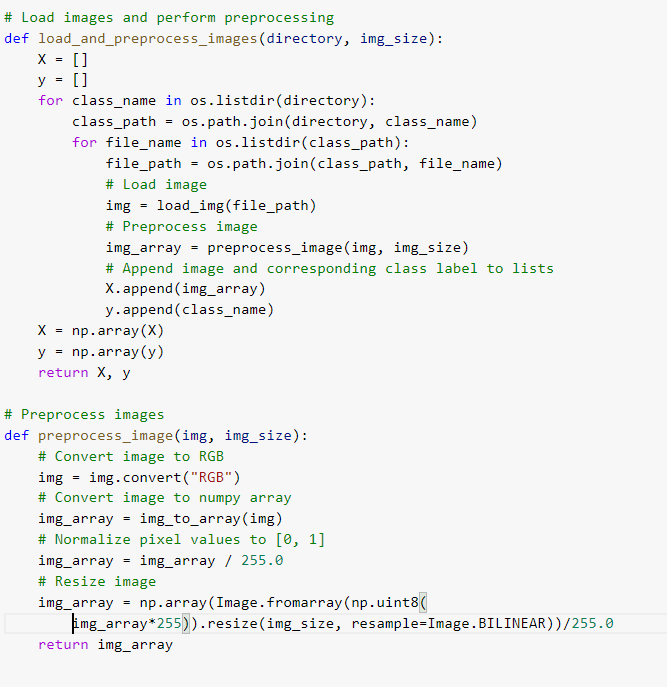 # Load images and perform preprocessing
def load_and_preprocess_images(directory, img_size):
    X = []
    y = []
    for class_name in os.listdir(directory):
        class_path = os.path.join(directory, class_name)
        for file_name in os.listdir(class_path):
            file_path = os.path.join(class_path, file_name)
            # Load image
            img = load_img(file_path)
            # Preprocess image
            img_array = preprocess_image(img, img_size)
            # Append image and corresponding class label to lists
            X.append(img_array)
            y.append(class_name)
    X = np.array(X)
    y = np.array(y)
    return X, y

# Preprocess images
def preprocess_image(img, img_size):
    # Convert image to RGB
    img = img.convert("RGB")
    # Convert image to numpy array
    img_array = img_to_array(img)
    # Normalize pixel values to [0, 1]
    img_array = img_array / 255.0
    # Resize image
    img_array = np.array(Image.fromarray(np.uint8(
        img_array*255)).resize(img_size, resample=Image.BILINEAR))/255.0
    return img_array